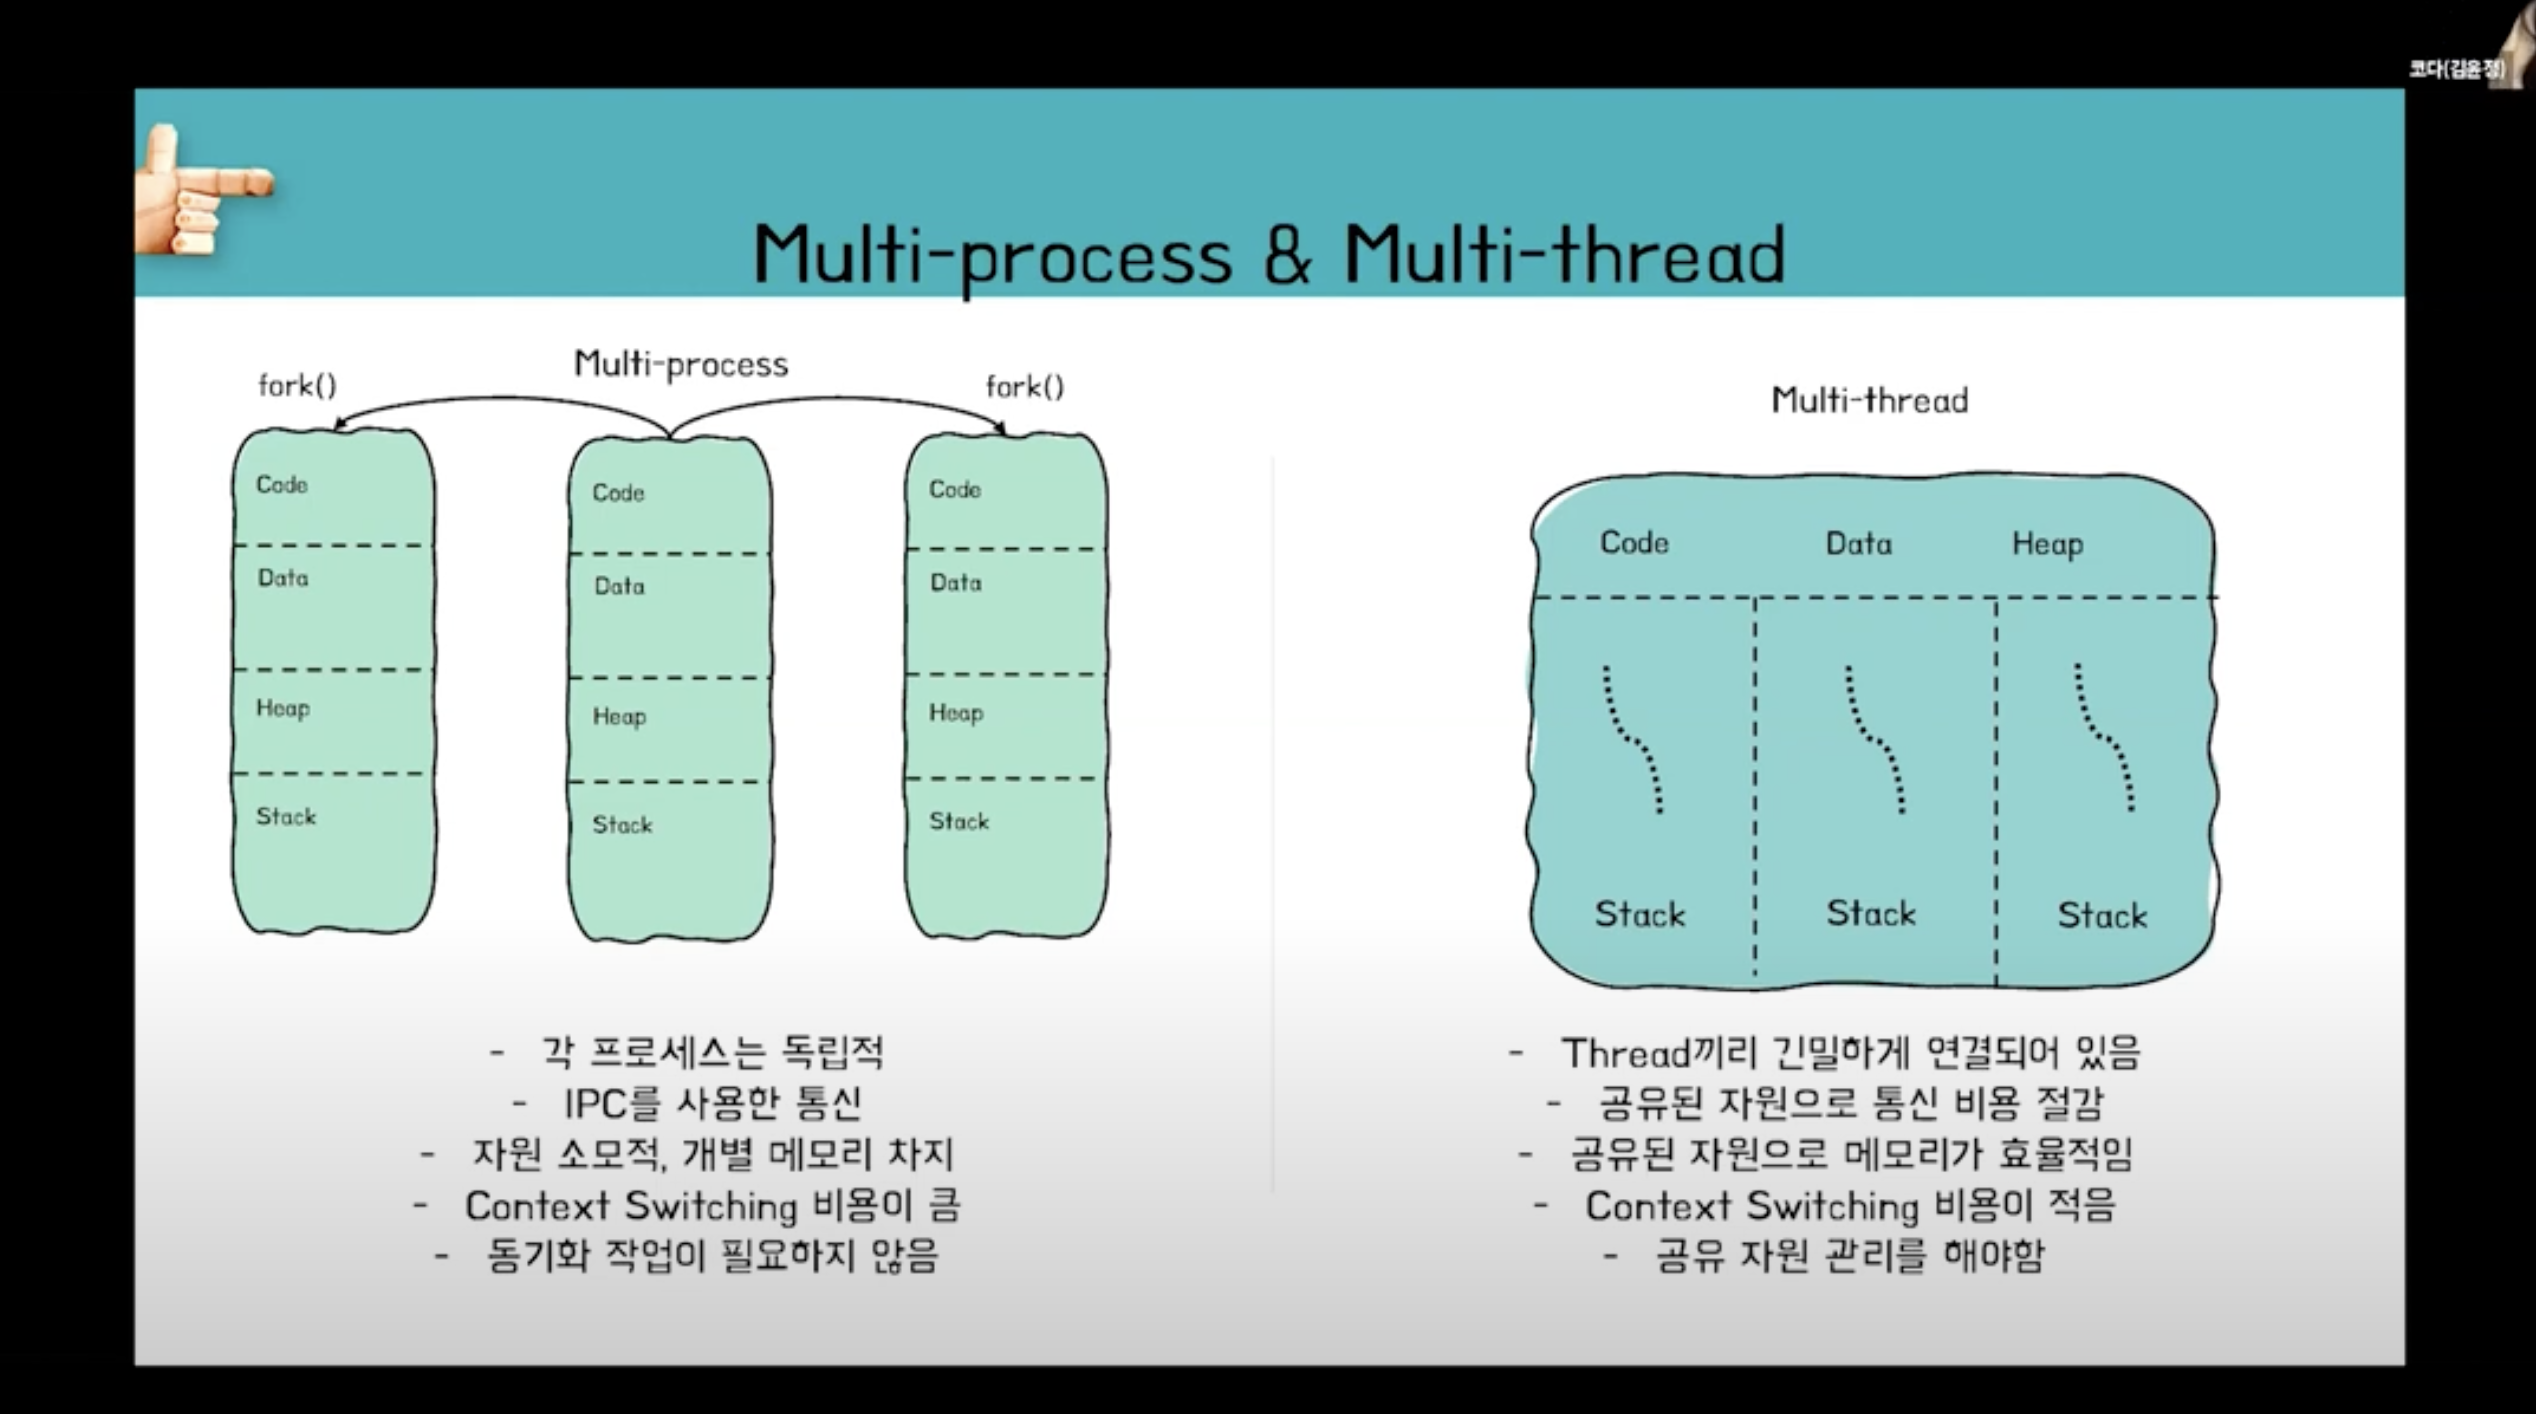 코다(김윤정)
Multi-process & Multi-thread
Multi-process
fork()
fork()
Code
Data
Heap
Stack
Code
Data
Heap
Stack
Code
Data
Heap
Stack
- 각 프로세스는 독립적
- IPC를 사용한 통신
- 자원 소모적, 개별 메모리 차지
- Context Switching 비용이 큼
- 동기화 작업이 필요하지 않음
Multi-thread
Code Data Heap
Stack Stack Stack
- Thread끼리 긴밀하게 연결되어 있음
- 공유된 자원으로 통신 비용 절감
- 공유된 자원으로 메모리가 효율적임
- Context Switching 비용이 적음
- 공유 자원 관리를 해야함